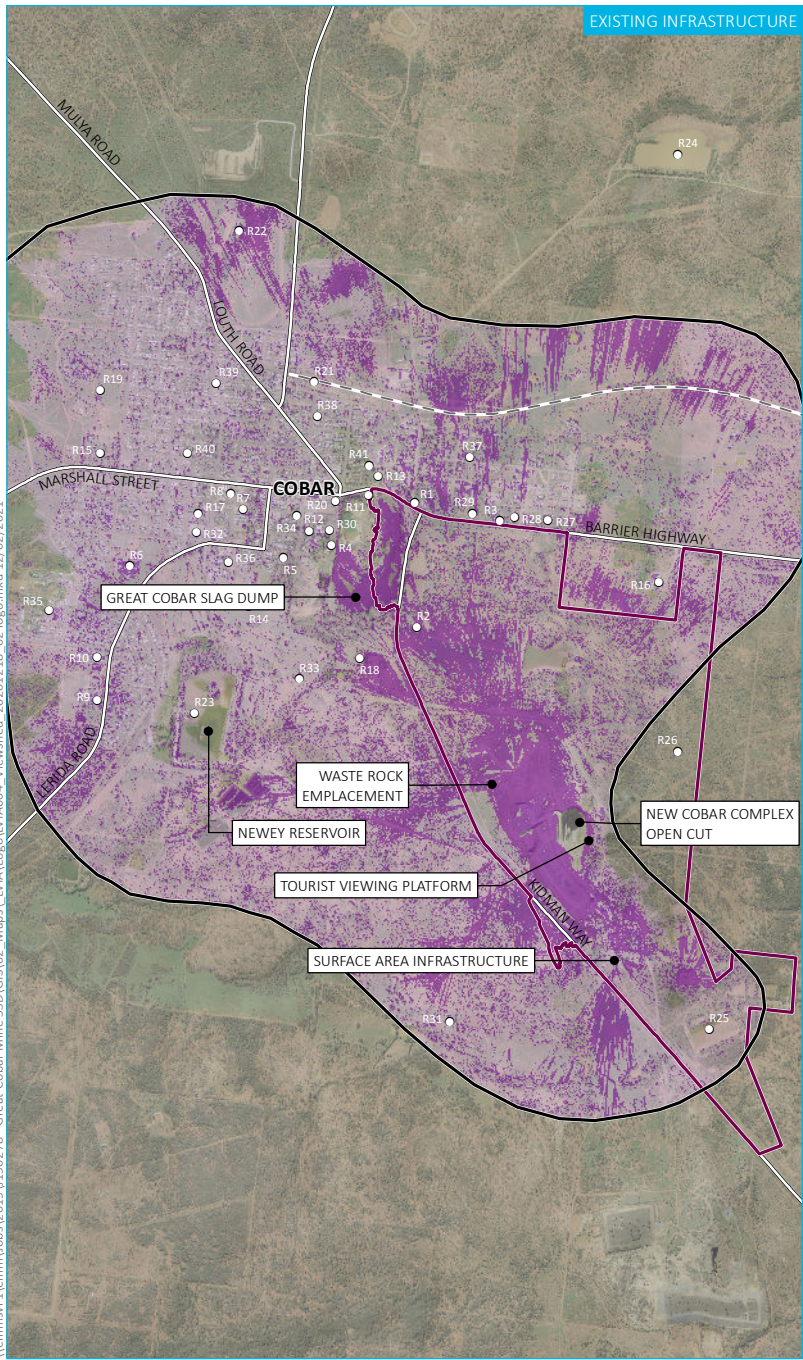 EXISTING INFRASTRUCTURE
MULYA ROAD
R24
R22
LOUTH ROAD
R19
R39
R21
R38
R15
R40
R41
R13
R37
MARSHALL STREET
COBAR
R8
R7
R17
R20
R11
R1
R29
R3
R28
R27
R34
R12
R30
R32
R4
BARRIER HIGHWAY
R6
R36
R5
R16
GREAT COBAR SLAG DUMP
R35
R14
R2
R10
R18
R33
R9
R23
LERIDA ROAD
R26
WASTE ROCK
EMPLACEMENT
NEW COBAR COMPLEX
OPEN CUT
NEWEY RESERVOIR
TOURIST VIEWING PLATFORM
KIDMAN WAY
SURFACE AREA INFRASTRUCTURE
R31
R25